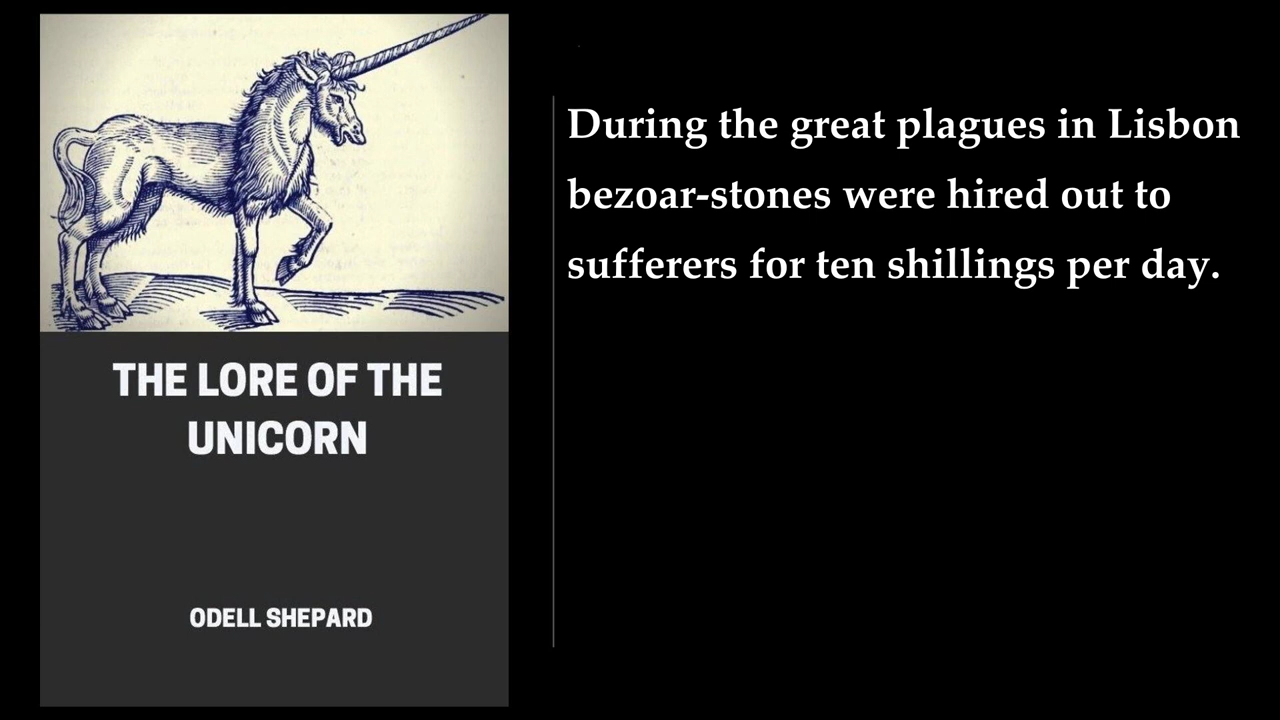 THE LORE OF THE
UNICORN
ODELL SHEPARD
During the great plagues in Lisbon
bezoar-stones were hired out to
sufferers for ten shillings per day.